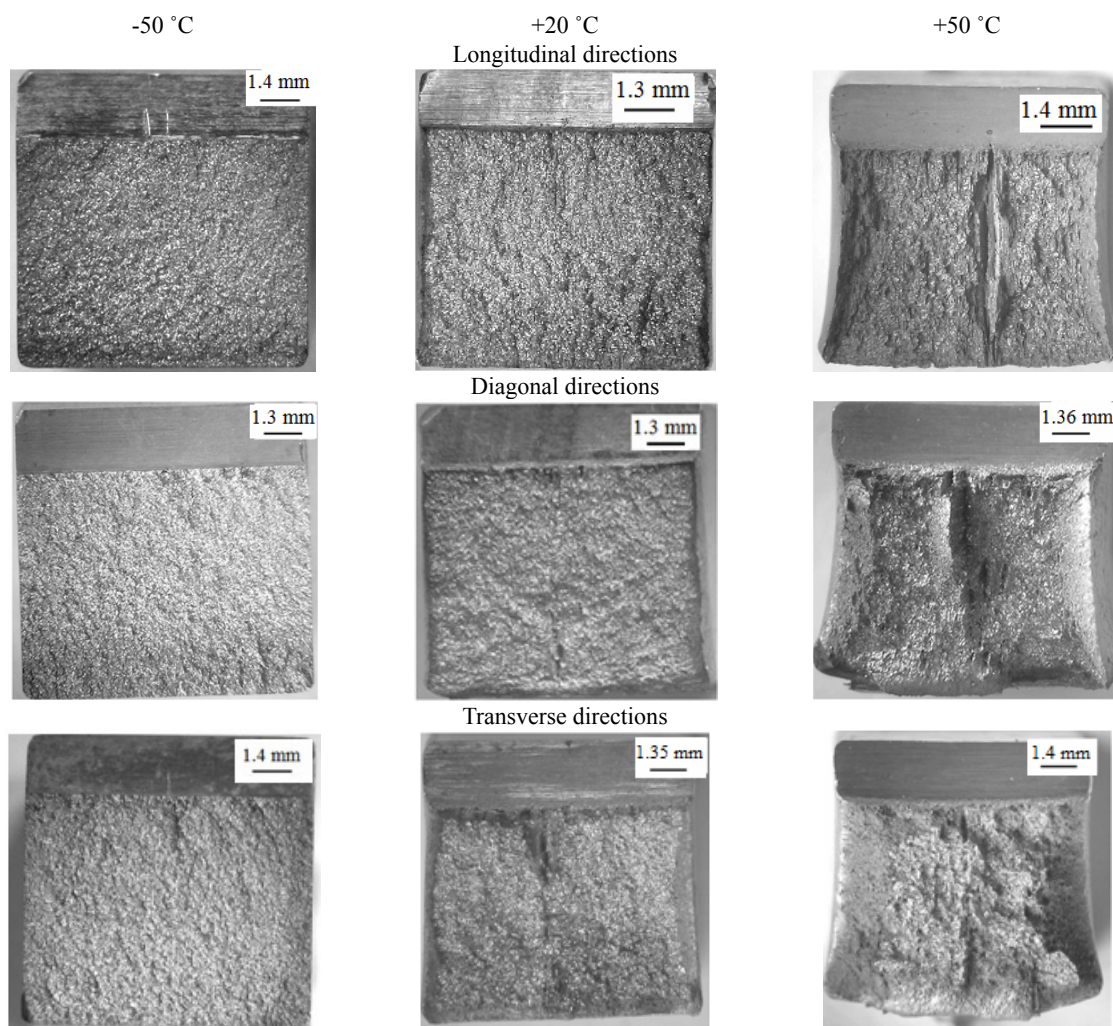 -50 ˚C +20 ˚C +50 ˚C
Longitudinal directions
1.4 mm 1.3 mm 1.4 mm
Diagonal directions
1.3 mm 1.3 mm 1.36 mm
Transverse directions
1.4 mm 1.35 mm 1.4 mm